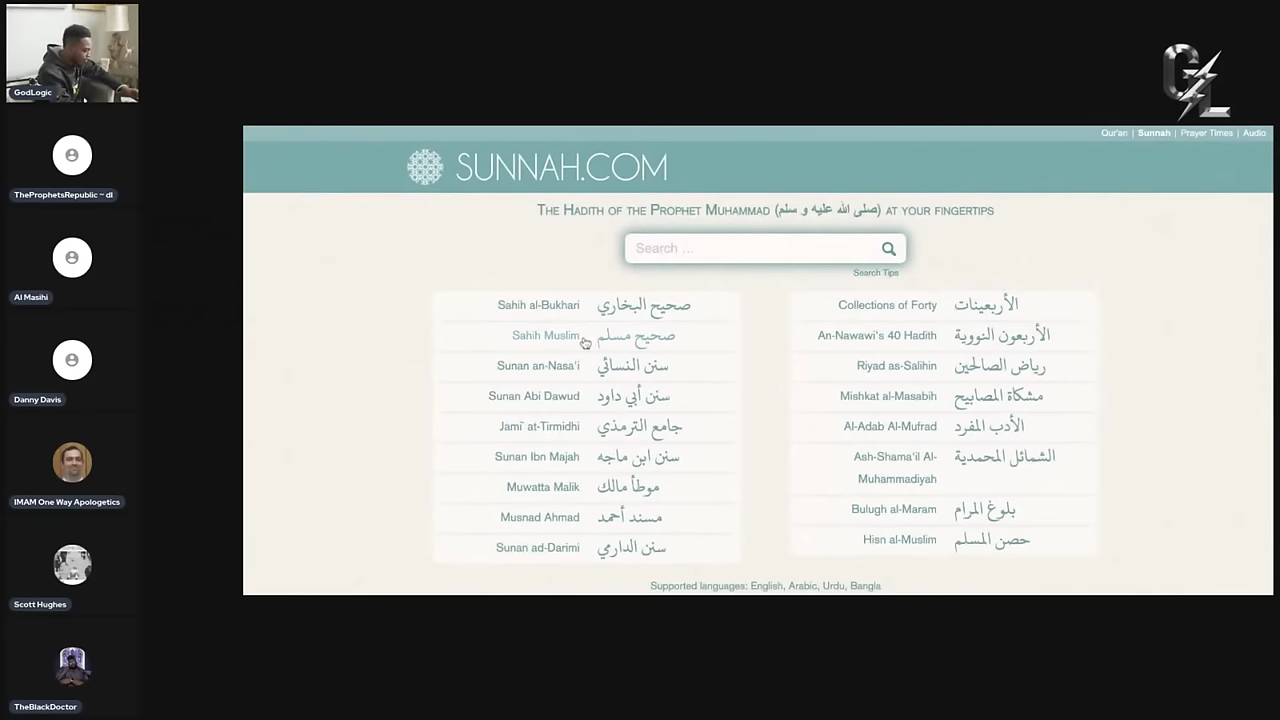 GodLogic
TheProphetsRepublic ~ dl
Al Masihi
Danny Davis
IMAM One Way Apologetics
Scott Hughes
TheBlackDoctor
GL
Qur'an | Sunnah | Prayer Times | Audio
SUNNAH.COM
THE HADITH OF THE PROPHET MUHAMMAD (صلى الله عليه و سلم) AT YOUR FINGERTIPS
Search ...
Search Tips
Sahih al-Bukhari صحيح البخاري
Sahih Muslim صحيح مسلم
Sunan an-Nasa'i سنن النسائي
Sunan Abi Dawud سنن أبي داود
Jami` at-Tirmidhi جامع الترمذي
Sunan Ibn Majah سنن ابن ماجه
Muwatta Malik موطأ مالك
Musnad Ahmad مسند أحمد
Sunan ad-Darimi سنن الدارمي
Collections of Forty الأربعينات
An-Nawawi's 40 Hadith الأربعون النووية
Riyad as-Salihin رياض الصالحين
Mishkat al-Masabih مشكاة المصابيح
Al-Adab Al-Mufrad الأدب المفرد
Ash-Shama'il Al- الشمائل المحمدية
Muhammadiyah
Bulugh al-Maram بلوغ المرام
Hisn al-Muslim حصن المسلم
Supported languages: English, Arabic, Urdu, Bangla